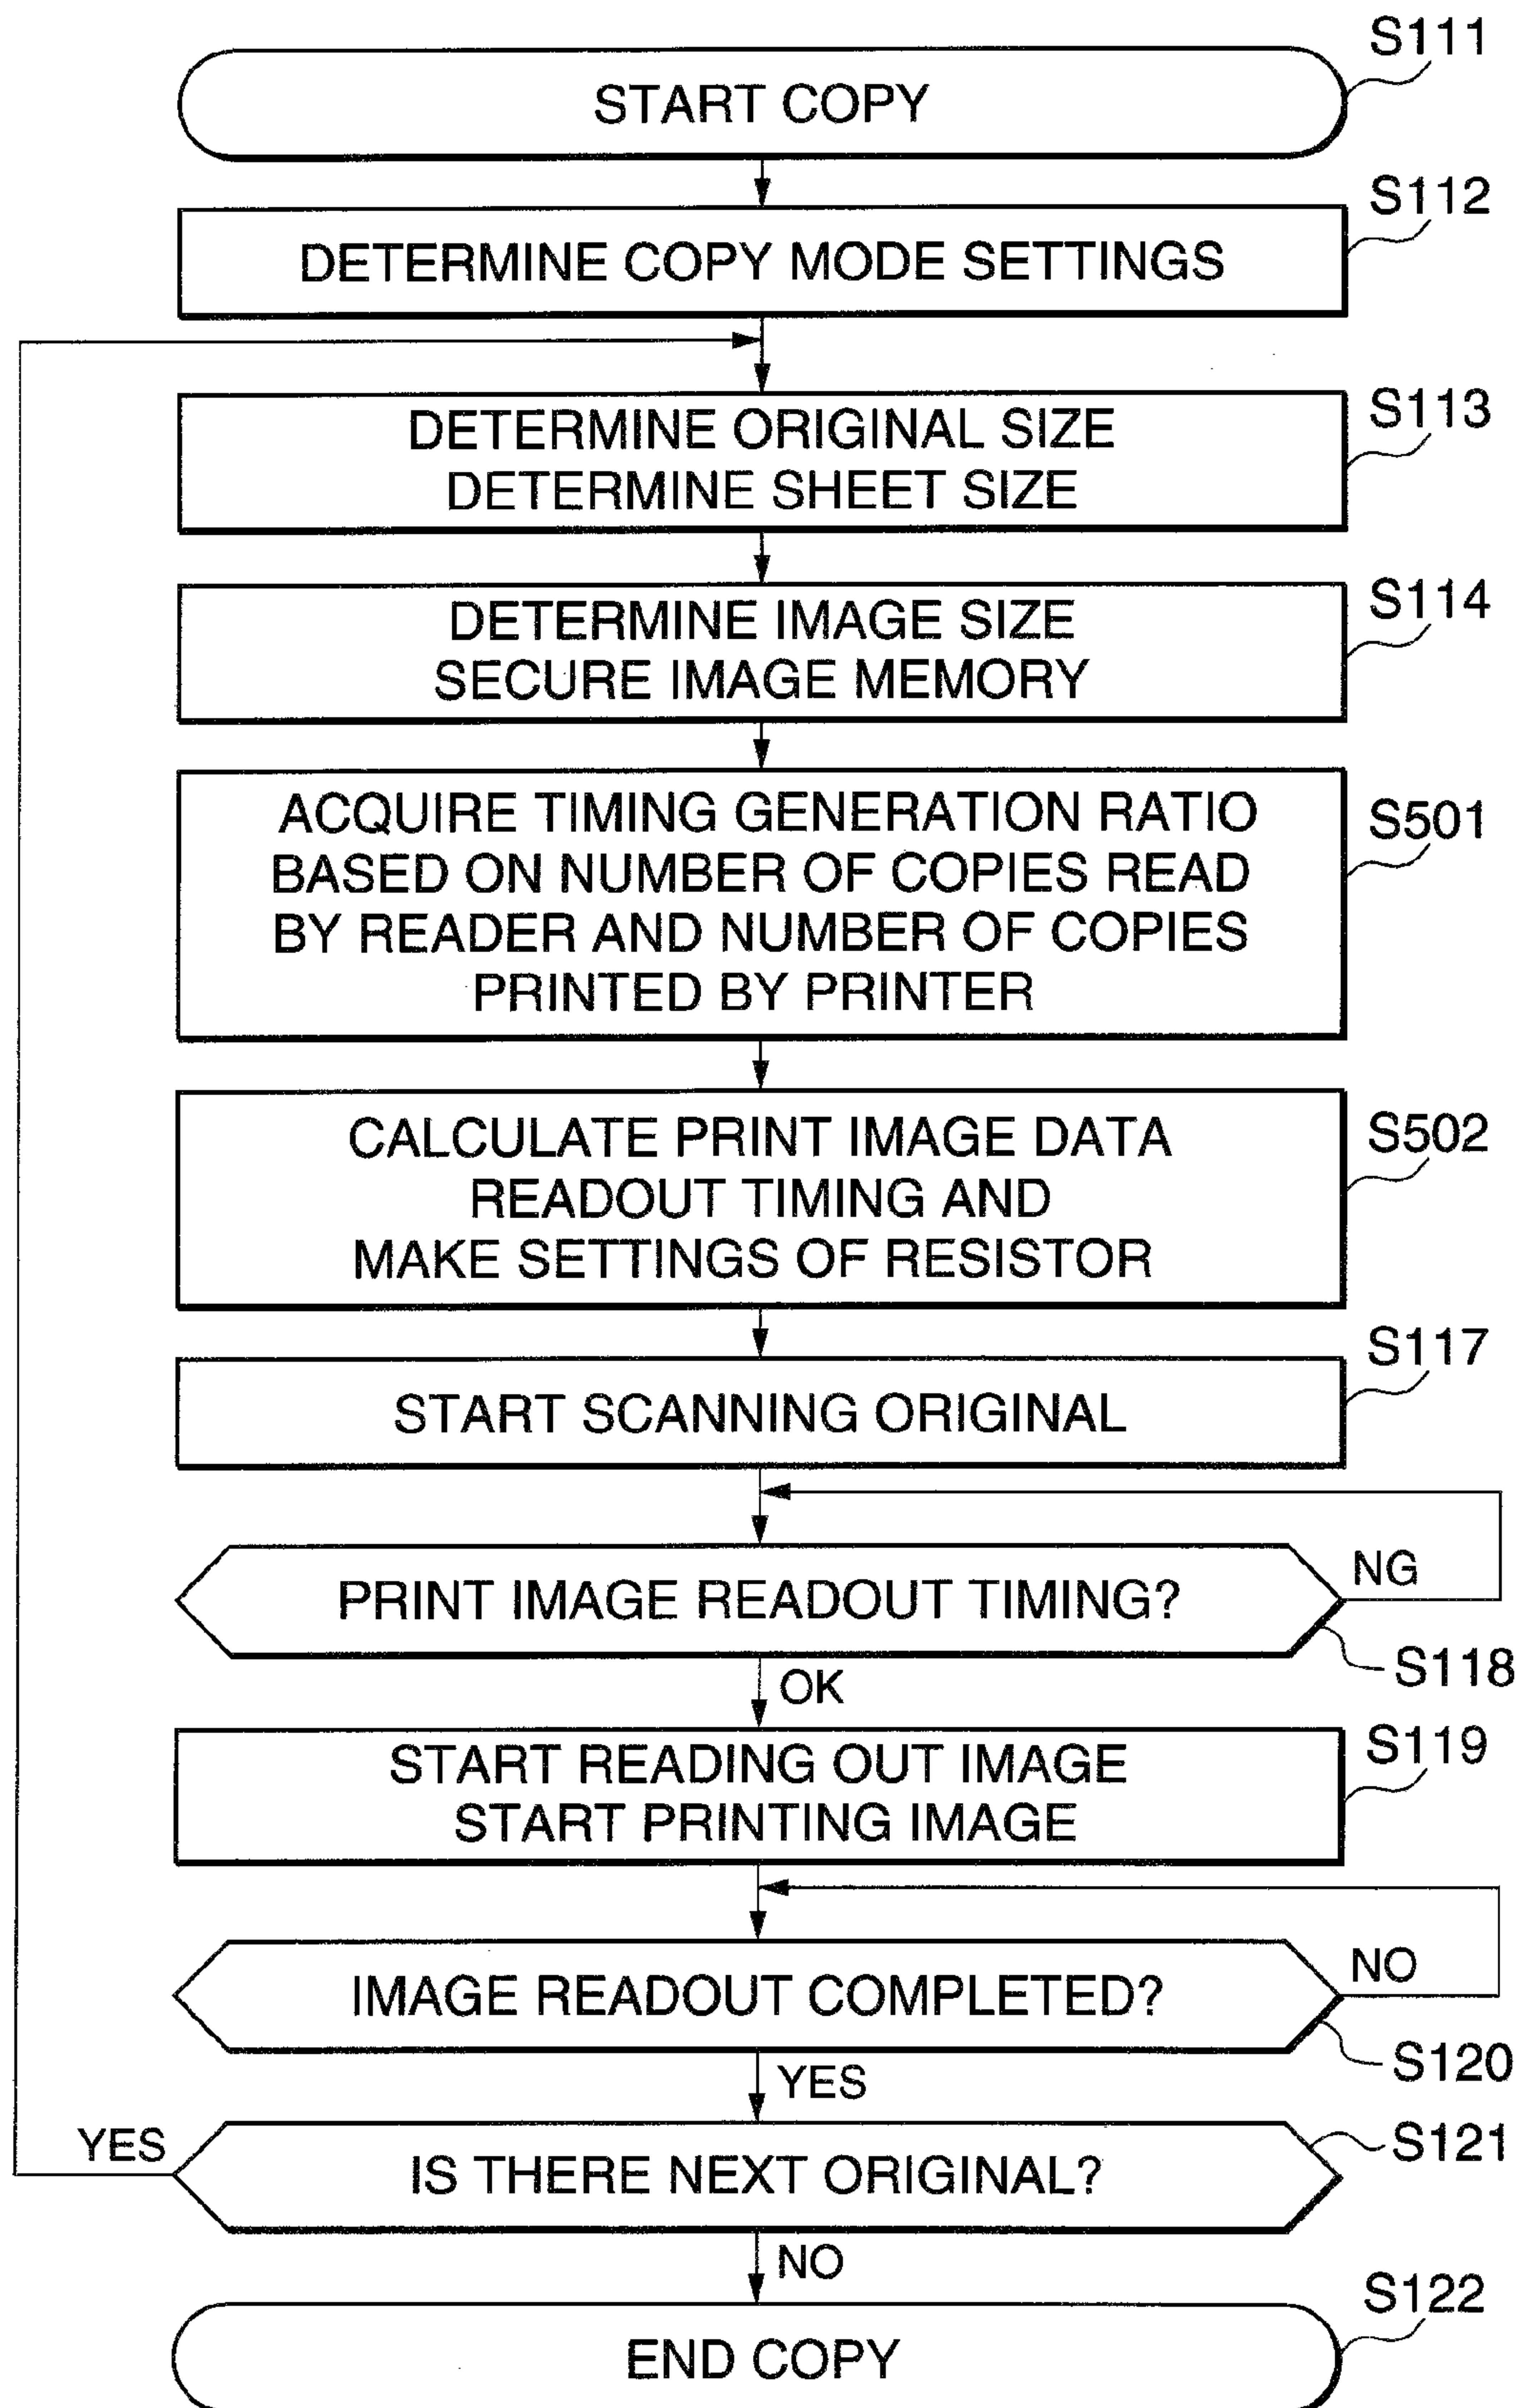 S111
START COPY
S112
DETERMINE COPY MODE SETTINGS
S113
DETERMINE ORIGINAL SIZE
DETERMINE SHEET SIZE
S114
DETERMINE IMAGE SIZE
SECURE IMAGE MEMORY
S501
ACQUIRE TIMING GENERATION RATIO
BASED ON NUMBER OF COPIES READ
BY READER AND NUMBER OF COPIES
PRINTED BY PRINTER
S502
CALCULATE PRINT IMAGE DATA
READOUT TIMING AND
MAKE SETTINGS OF RESISTOR
S117
START SCANNING ORIGINAL
PRINT IMAGE READOUT TIMING?
NG
S118
OK
S119
START READING OUT IMAGE
START PRINTING IMAGE
IMAGE READOUT COMPLETED?
NO
S120
YES
YES
IS THERE NEXT ORIGINAL?
S121
NO
S122
END COPY